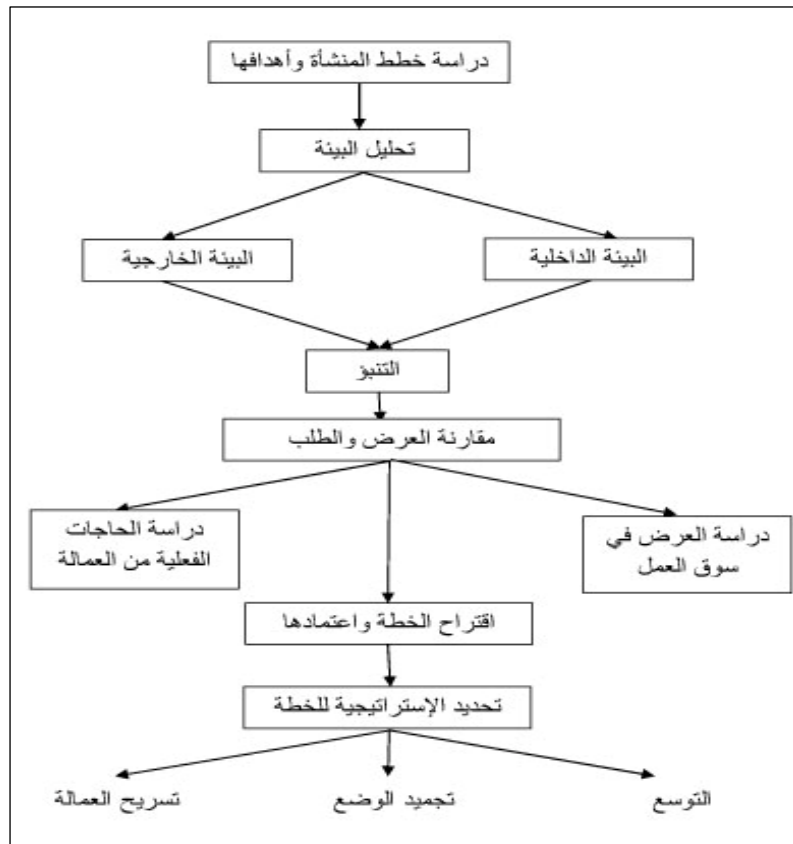 دراسة خطط المنشأة وأهدافها
تحليل البيئة
البيئة الداخلية
البيئة الخارجية
التنبؤ
مقارنة العرض والطلب
دراسة العرض في
سوق العمل
دراسة الحاجات
الفعلية من العمالة
اقتراح الخطة واعتمادها
تحديد الإستراتيجية للخطة
التوسع
تجميد الوضع
تسريح العمالة